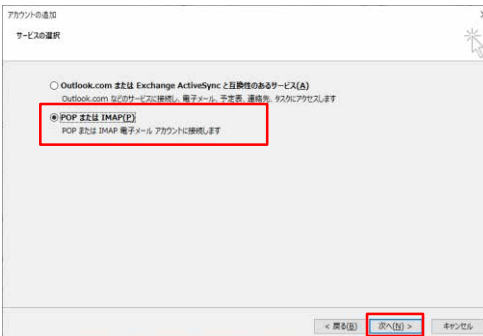 アカウントの追加
サービスの選択
Outlook.com または Exchange ActiveSync と互換性のあるサービス(A)
Outlook.com などのサービスに接続し、電子メール、予定表、連絡先、タスクにアクセスします
POP または IMAP(P)
POP または IMAP 電子メール アカウントに接続します
< 戻る(B) 次へ(N) > キャンセル